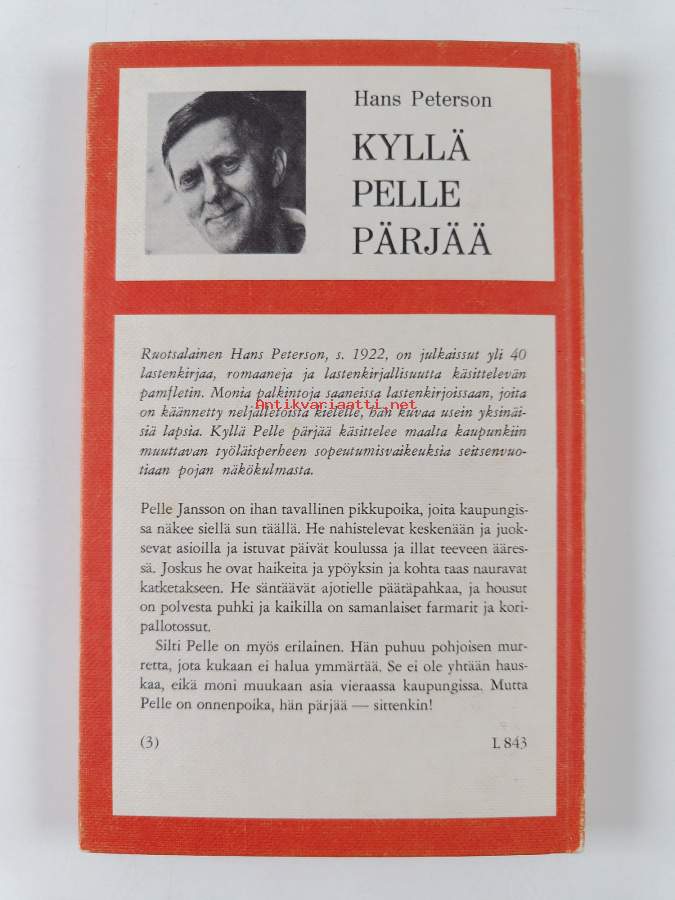 Hans Peterson
KYLLÄ
PELLE
PÄRJÄÄ
Ruotsalainen Hans Peterson, s. 1922, on julkaissut yli 40
lastenkirjaa, romaaneja ja lastenkirjallisuutta käsittelevän
pamfletin. Monia palkintoja saaneissa lastenkirjoissaan, joita
Antikvariaatti.net
on käännetty neljälletoista kielelle, hän kuvaa usein yksinäi-
siä lapsia. Kyllä Pelle pärjää käsittelee maalta kaupunkiin
muuttavan työläisperheen sopeutumisvaikeuksia seitsenvuo-
tiaan pojan näkökulmasta.
Pelle Jansson on ihan tavallinen pikkupoika, joita kaupungis-
sa näkee siellä sun täällä. He nahistelevat keskenään ja juok-
sevat asioilla ja istuvat päivät koulussa ja illat teeveen ääres-
sä. Joskus he ovat haikeita ja ypöyksin ja kohta taas nauravat
katketakseen. He säntäävät ajotielle päätäpahkaa, ja housut
on polvesta puhki ja kaikilla on samanlaiset farmarit ja kori-
pallotossut.
Silti Pelle on myös erilainen. Hän puhuu pohjoisen mur-
retta, jota kukaan ei halua ymmärtää. Se ei ole yhtään haus-
kaa, eikä moni muukaan asia vieraassa kaupungissa. Mutta
Pelle on onnenpoika, hän pärjää — sittenkin!
(3) L 843